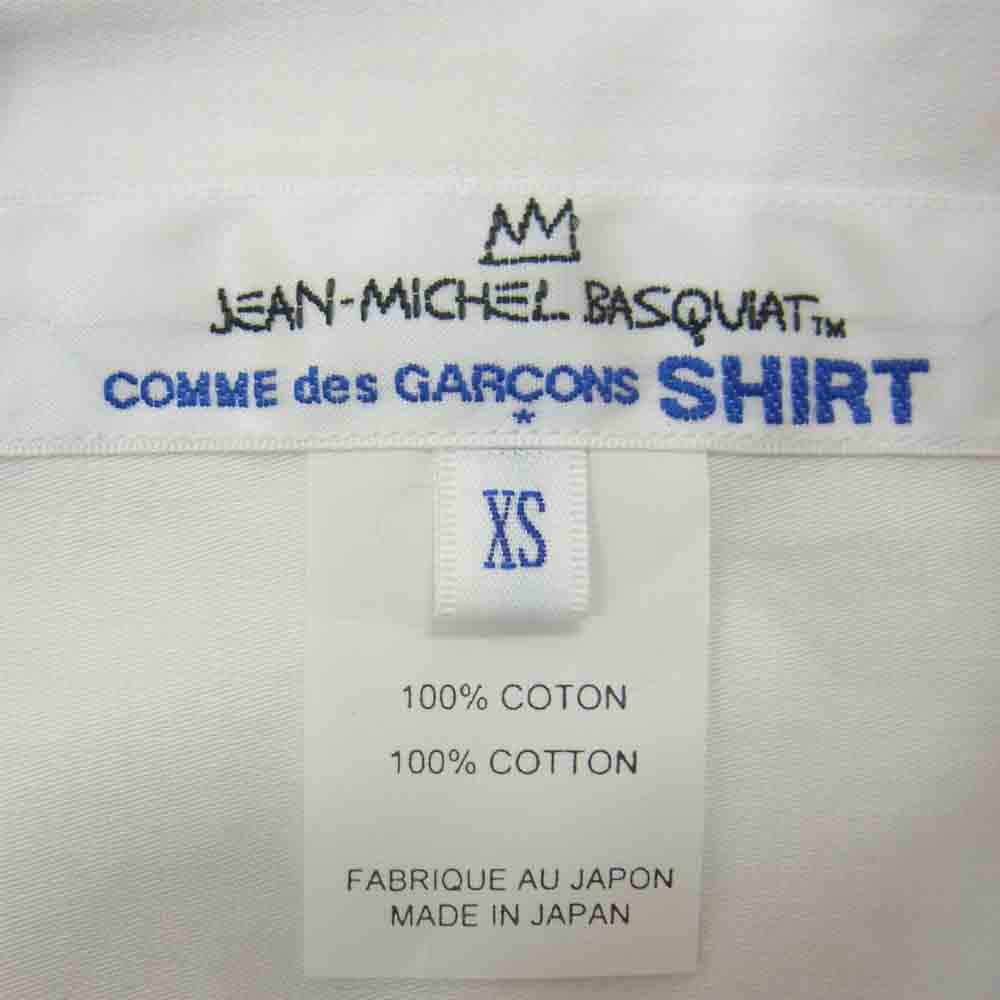 JEAN-MICHEL BASQUIAT™
COMME des GARÇONS SHIRT
XS
100% COTON
100% COTTON
FABRIQUE AU JAPON
MADE IN JAPAN